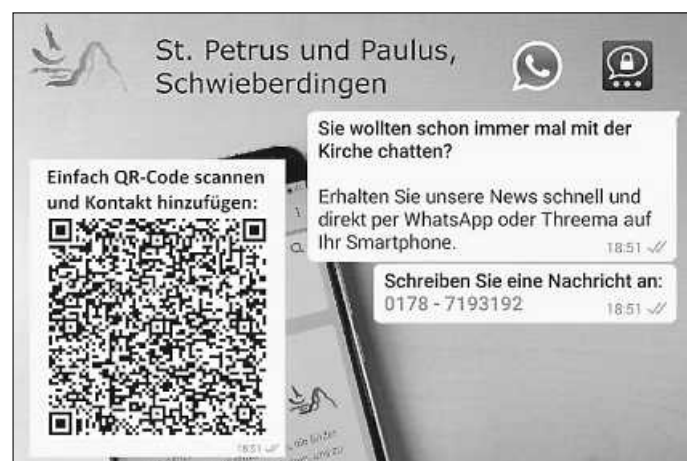 St. Petrus und Paulus,
Schwieberdingen
Sie wollten schon immer mal mit der
Kirche chatten?
Erhalten Sie unsere News schnell und
direkt per WhatsApp oder Threema auf
Ihr Smartphone.
18:51
Schreiben Sie eine Nachricht an:
0178 - 7193192
18:51
Einfach QR-Code scannen
und Kontakt hinzufügen:
18:51